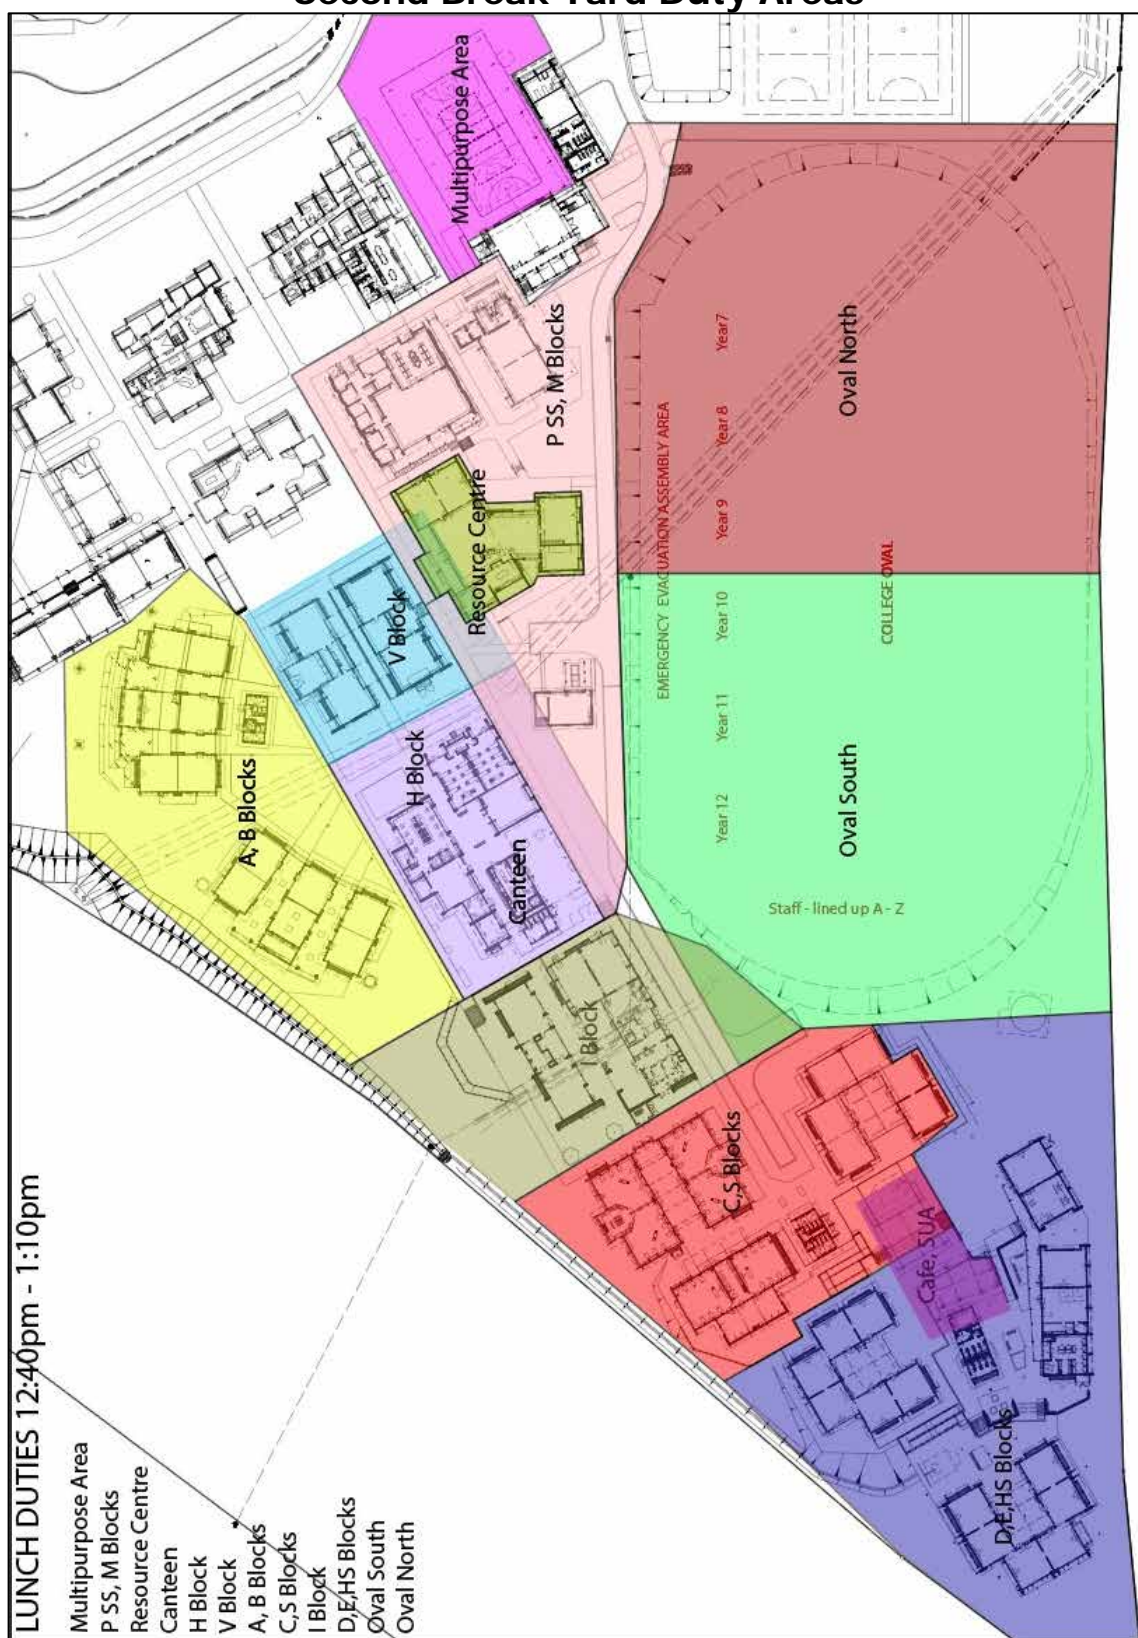 Second Break Yard Duty Areas
LUNCH DUTIES 12:40pm - 1:10pm
Multipurpose Area
P SS, M Blocks
Resource Centre
Canteen
H Block
V Block
A, B Blocks
C,S Blocks
I Block
D,E,HS Blocks
Oval South
Oval North
Multipurpose Area
P SS, M Blocks
Resource Centre
V Block
H Block
Canteen
A, B Blocks
I Block
C,S Blocks
Cafe, SUA
D,E,HS Blocks
EMERGENCY EVACUATION ASSEMBLY AREA
Year 12
Year 11
Year 10
Year 9
Year 8
Year7
Oval South
Oval North
COLLEGE OVAL
Staff - lined up A - Z